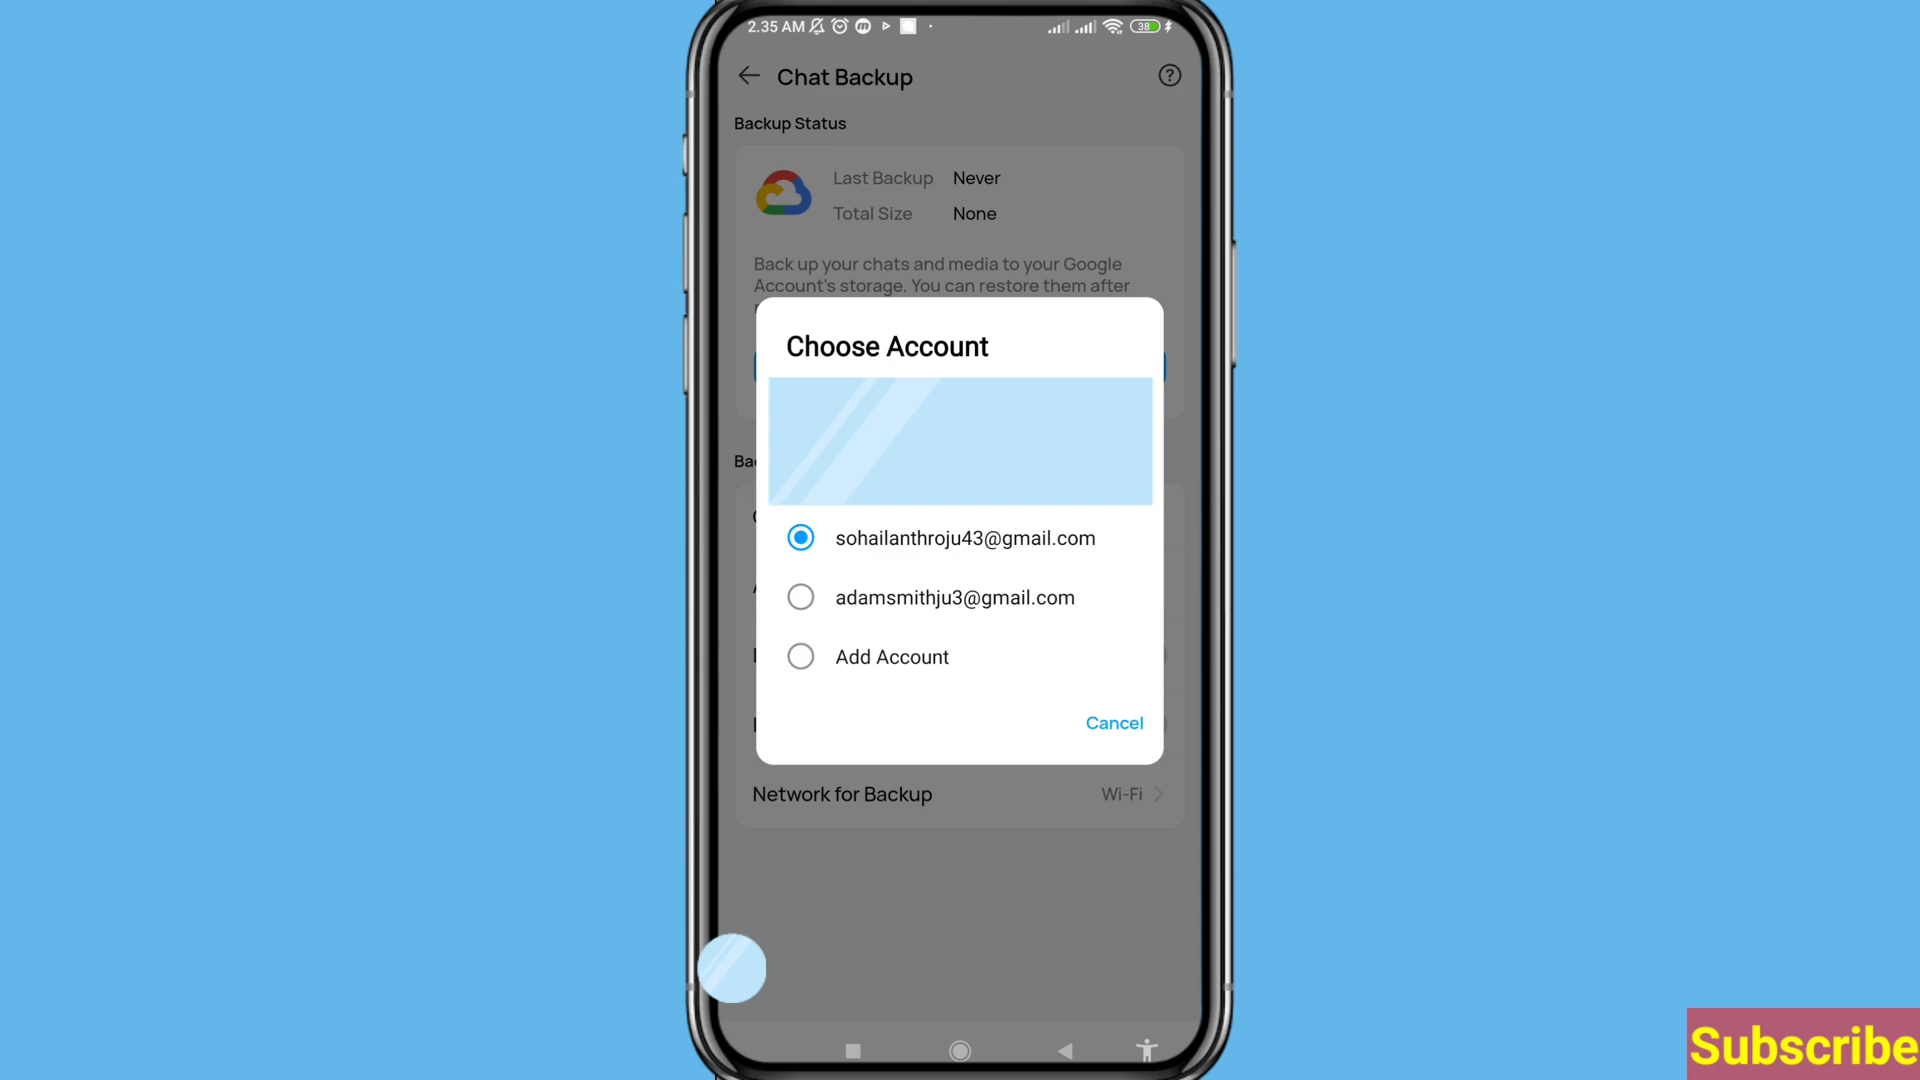 2.35 AM
38
Chat Backup
Backup Status
Last Backup Never
Total Size None
Back up your chats and media to your Google
Account's storage. You can restore them after
Choose Account
Ba
sohailanthroju43@gmail.com
adamsmithju3@gmail.com
Add Account
Cancel
Network for Backup Wi-Fi
Subscribe